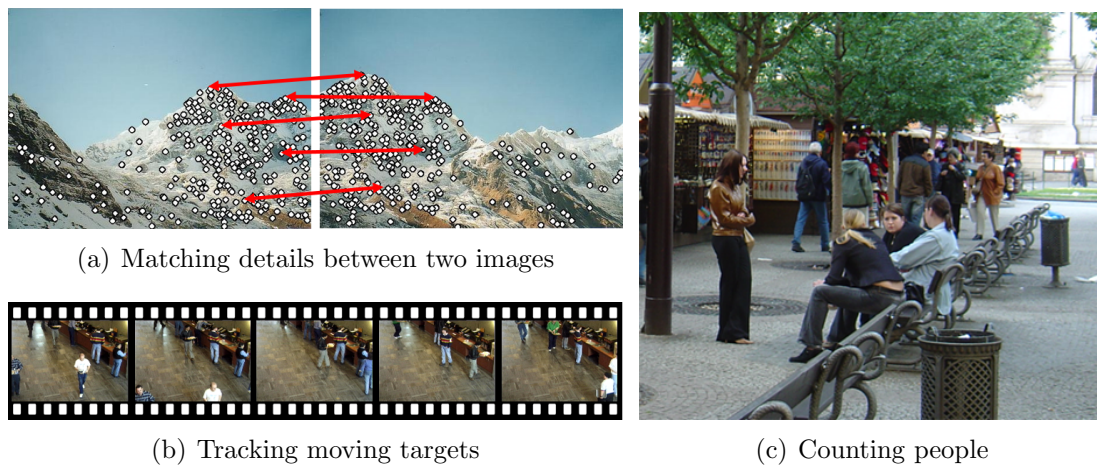 (a) Matching details between two images
(b) Tracking moving targets
(c) Counting people